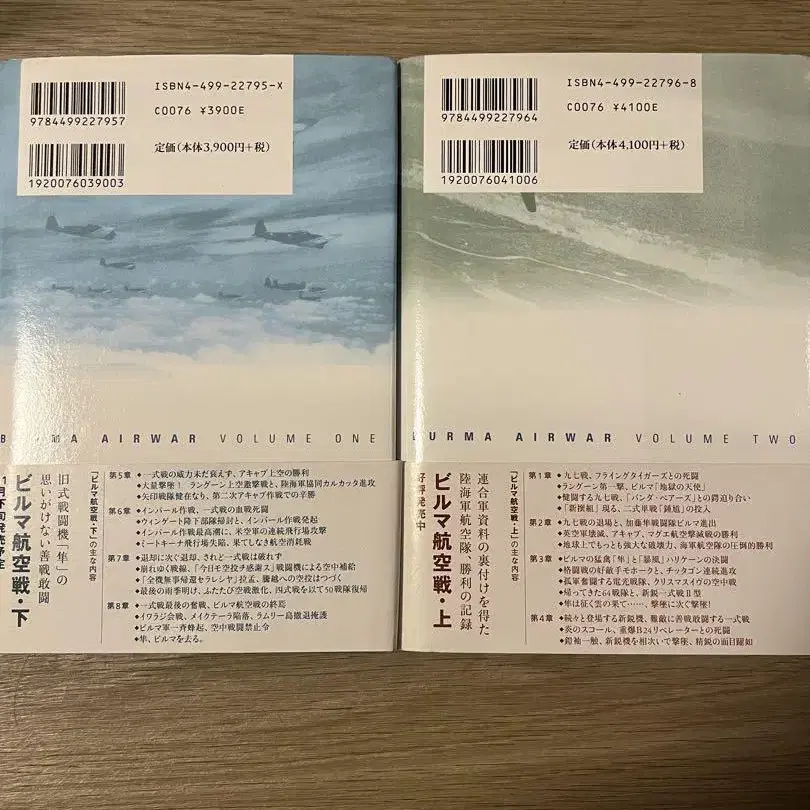 ISBN4-499-22795-X
C0076 ¥3900E
9784499227957
定価(本体3,900円+税)
1920076039003
BURMA AIRWAR VOLUME ONE
旧式戦闘機「隼」の
思いがけない善戦敢闘
ビルマ航空戦・下
1月下旬発売予定
「ビルマ航空戦・下」の主な内容
第5章 ◆一式戦の威力未だ衰えず、アキャブ上空の勝利
◆大量撃墜! ラングーン上空遊撃戦と、陸海軍協同カルカッタ進攻
◆矢印戦隊健在なり、第二次アキャブ作戦での辛勝
第6章 ◆インパール作戦、一式戦の血戦死闘
◆ウィンゲート降下部隊帰討と、インパール作戦発起
◆インパール作戦最高潮に、米空軍の連続飛行場攻撃
◆ミートキーナ飛行場失陥、果てしなき航空消耗戦
第7章 ◆退却に次ぐ退却、されど一式戦は破れず
◆崩れゆく戦線、「今日モ空投チ感謝ス」戦闘機による空中補給
◆「全機無事帰還セラレシヤ」拉孟、騰越への空投はつづく
◆最後の雨季明け、ふたたび空戦激化、四式戦を以て50戦隊復帰
第8章 ◆一式戦最後の奮戦、ビルマ航空戦の終焉
◆イワラジ会戦、メイクテーラ陥落、ラムリー島撤退掩護
◆ビルマ軍一斉蜂起、空中戦闘禁止令
◆隼、ビルマを去る。
ISBN4-499-22796-8
C0076 ¥4100E
9784499227964
定価(本体4,100円+税)
1920076041006
BURMA AIRWAR VOLUME TWO
連合軍資料の裏付けを得た
陸海軍航空隊、勝利の記録
ビルマ航空戦・上
好評発売中
「ビルマ航空戦・上」の主な内容
第1章 ◆九七戦、フライングタイガーズとの死闘
◆ラングーン第一撃、ビルマ「地獄の天使」
◆健闘する九七戦、「パンダ・ベアーズ」との鍔迫り合い
◆「新撰組」現る、二式単戦「鍾馗」の投入
第2章 ◆九七戦の退場と、加藤隼戦闘隊ビルマ進出
◆英空軍壊滅、アキャブ、マグエ航空撃滅戦の勝利
◆地球上でもっとも強大な破壊力、海軍航空隊の圧倒的勝利
第3章 ◆ビルマの猛禽「隼」と「暴風」ハリケーンの決闘
◆格闘戦の好敵手モホークと、チッタゴン連続進攻
◆孤軍奮闘する電光戦隊、クリスマスイヴの空中戦
◆帰ってきた64戦隊と、新鋭一式戦II型
◆隼は征く雲の果て……、撃墜に次ぐ撃墜!
第4章 ◆続々と登場する新鋭機、難敵に善戦敢闘する一式戦
◆炎のスコール、重爆B24リベレーターとの死闘
◆鎧袖一触、新鋭機を相次いで撃墜、精鋭の面目躍如